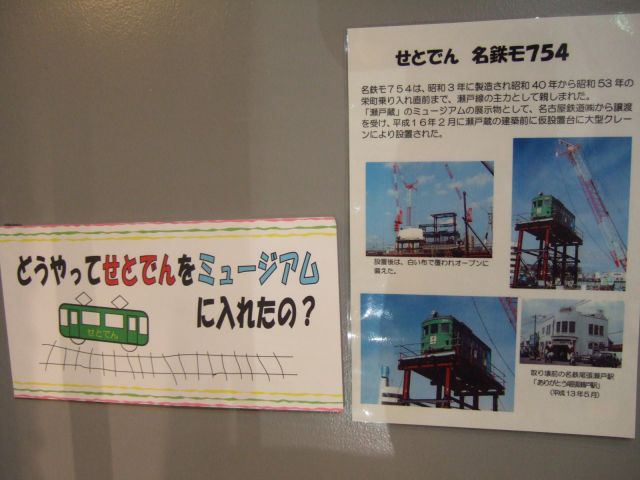 どうやってせとでんをミュージアム
に入れたの？
せとでん
せとでん 名鉄モ754
名鉄モ７５４は、昭和３年に製造され昭和４０年から昭和５３年の
栄町乗り入れ直前まで、瀬戸線の主力として親しまれました。
「瀬戸蔵」のミュージアムの展示物として、名古屋鉄道㈱から譲渡
を受け、平成１６年２月に瀬戸蔵の建築前に仮設置台に大型クレー
ンにより設置された。
設置後は、白い布で覆われオープンに
備えた。
取り壊前の名鉄尾張瀬戸駅
「ありがとう尾張瀬戸駅」
（平成１３年５月）